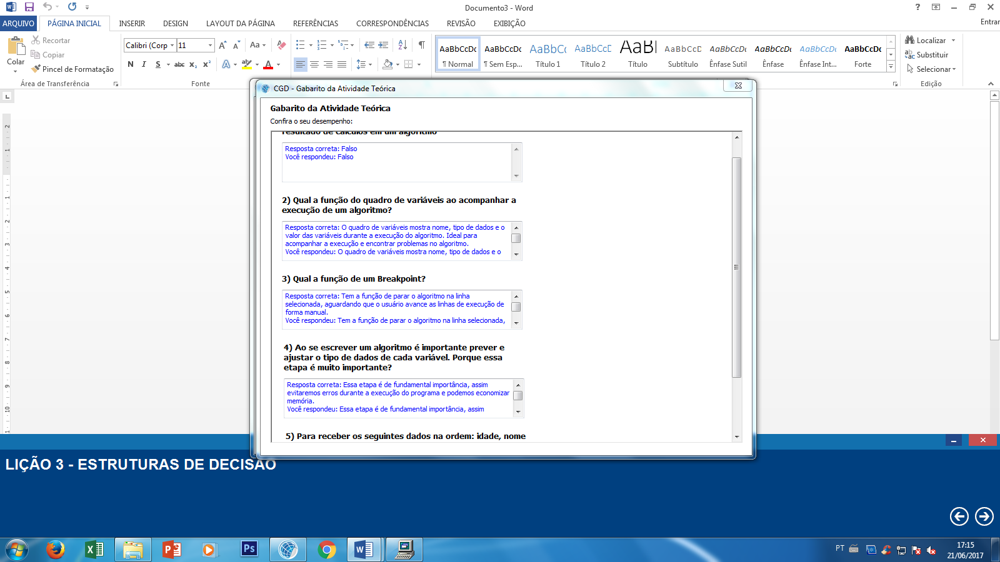 Documento3 - Word
ARQUIVO
PÁGINA INICIAL
INSERIR
DESIGN
LAYOUT DA PÁGINA
REFERÊNCIAS
CORRESPONDÊNCIAS
REVISÃO
EXIBIÇÃO
Entrar
Colar
Recortar
Copiar
Pincel de Formatação
Área de Transferência
Calibri (Corp
11
Fonte
AaBbCcDc
¶ Normal
AaBbCcDc
¶ Sem Esp...
AaBbCc
Título 1
AaBbCcD
Título 2
AaBl
Título
AaBbCcD
Subtítulo
AaBbCcDc
Ênfase Sutil
AaBbCcDc
Ênfase
AaBbCcDc
Ênfase Int...
AaBbCcDc
Forte
Localizar
Substituir
Selecionar
Edição
CGD - Gabarito da Atividade Teórica
Gabarito da Atividade Teórica
Confira o seu desempenho:
resultado de cálculos em um algoritmo
Resposta correta: Falso
Você respondeu: Falso
2) Qual a função do quadro de variáveis ao acompanhar a
execução de um algoritmo?
Resposta correta: O quadro de variáveis mostra nome, tipo de dados e o
valor das variáveis durante a execução do algoritmo. Ideal para
acompanhar a execução e encontrar problemas no algoritmo.
Você respondeu: O quadro de variáveis mostra nome, tipo de dados e o
3) Qual a função de um Breakpoint?
Resposta correta: Tem a função de parar o algoritmo na linha
selecionada, aguardando que o usuário avance as linhas de execução de
forma manual.
Você respondeu: Tem a função de parar o algoritmo na linha selecionada,
4) Ao se escrever um algoritmo é importante prever e
ajustar o tipo de dados de cada variável. Porque essa
etapa é muito importante?
Resposta correta: Essa etapa é de fundamental importância, assim
evitaremos erros durante a execução do programa e podemos economizar
memória.
Você respondeu: Essa etapa é de fundamental importância, assim
5) Para receber os seguintes dados na ordem: idade, nome
LIÇÃO 3 - ESTRUTURAS DE DECISÃO
PT
17:15
21/06/2017